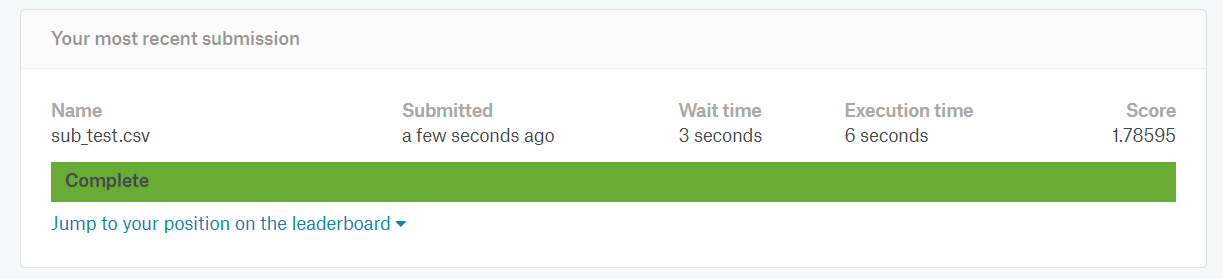 Your most recent submission
Name Submitted Wait time Execution time Score
sub_test.csv a few seconds ago 3 seconds 6 seconds 1.78595
Complete
Jump to your position on the leaderboard